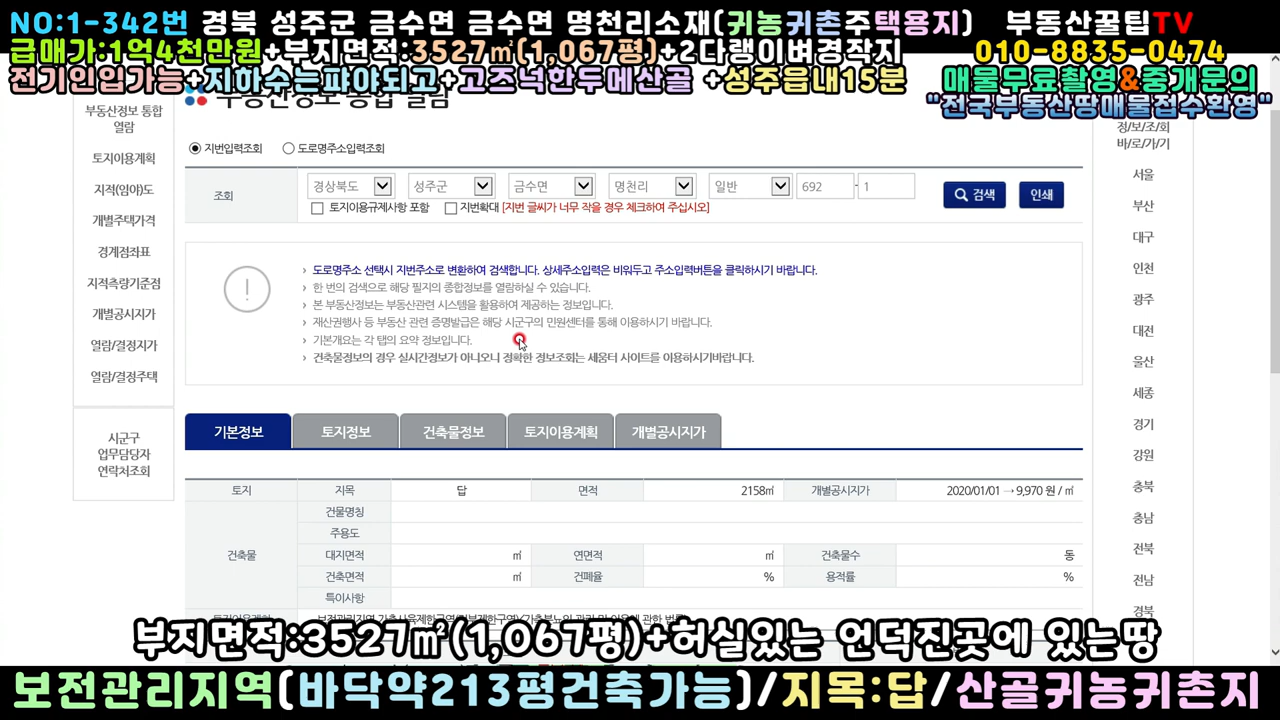 NO:1-342번 경북 성주군 금수면 금수면 명천리소재(귀농귀촌주택용지) 부동산꿀팁TV
급매가:1억4천만원+부지면적:3527㎡(1,067평)+2다랭이벼경작지 010-8835-0474
전기인입가능+지하수는파야되고+고즈넉한두메산골 +성주읍내15분 매물무료촬영&중개문의
"전국부동산땅매물접수환영"
부동산정보 통합 열람
부동산정보 통합
열람
토지이용계획
지적(임야)도
개별주택가격
경계점좌표
지적측량기준점
개별공시지가
열람/결정지가
열람/결정주택
시군구
업무담당자
연락처조회
지번입력조회 도로명주소입력조회
조회 경상북도 성주군 금수면 명천리 일반 692 - 1 검색 인쇄
토지이용규제사항 포함 지번확대 [지번 글씨가 너무 작을 경우 체크하여 주십시오]
› 도로명주소 선택시 지번주소로 변환하여 검색합니다. 상세주소입력은 비워두고 주소입력버튼을 클릭하시기 바랍니다.
› 한 번의 검색으로 해당 필지의 종합정보를 열람하실 수 있습니다.
› 본 부동산정보는 부동산관련 시스템을 활용하여 제공하는 정보입니다.
› 재산권행사 등 부동산 관련 증명발급은 해당 시군구의 민원센터를 통해 이용하시기 바랍니다.
› 기본개요는 각 탭의 요약 정보입니다.
› 건축물정보의 경우 실시간정보가 아니오니 정확한 정보조회는 세움터 사이트를 이용하시기바랍니다.
기본정보 토지정보 건축물정보 토지이용계획 개별공시지가
토지 지목 답 면적 2158㎡ 개별공시지가 2020/01/01 → 9,970 원 / ㎡
건물명칭
주용도
건축물 대지면적 ㎡ 연면적 ㎡ 건축물수 동
건축면적 ㎡ 건폐율 % 용적률 %
특이사항
정/보/조/회
바/로/가/기
서울
부산
대구
인천
광주
대전
울산
세종
경기
강원
충북
충남
전북
전남
경북
부지면적:3527㎡(1,067평)+허실있는 언덕진곳에 있는땅
보전관리지역(바닥약213평건축가능)/지목:답/산골귀농귀촌지